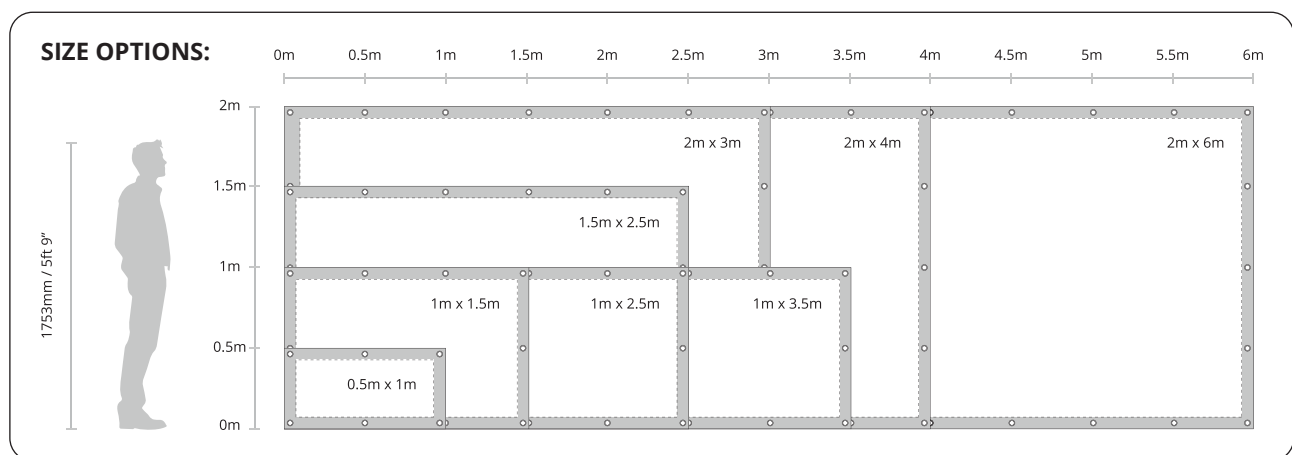 SIZE OPTIONS:
0m 0.5m 1m 1.5m 2m 2.5m 3m 3.5m 4m 4.5m 5m 5.5m 6m
2m
2m x 3m 2m x 4m 2m x 6m
1.5m
1.5m x 2.5m
1m
1m x 1.5m 1m x 2.5m 1m x 3.5m
0.5m
0.5m x 1m
0m
1753mm / 5ft 9”